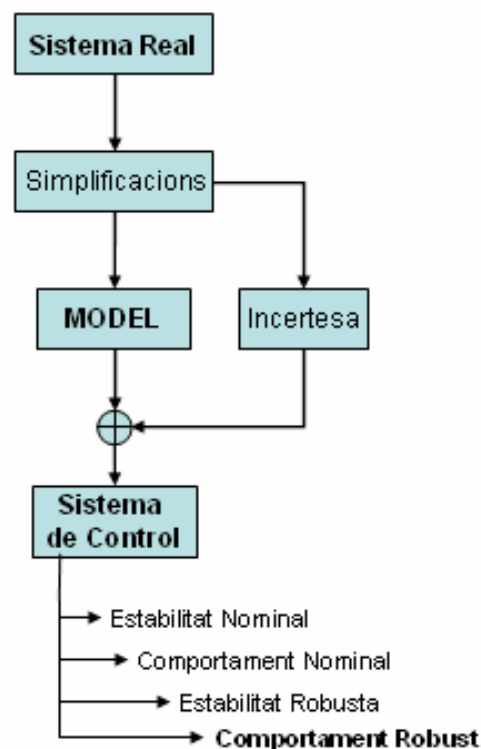 Sistema Real
Simplificacions
MODEL
Incertesa
Sistema
de Control
Estabilitat Nominal
Comportament Nominal
Estabilitat Robusta
Comportament Robust